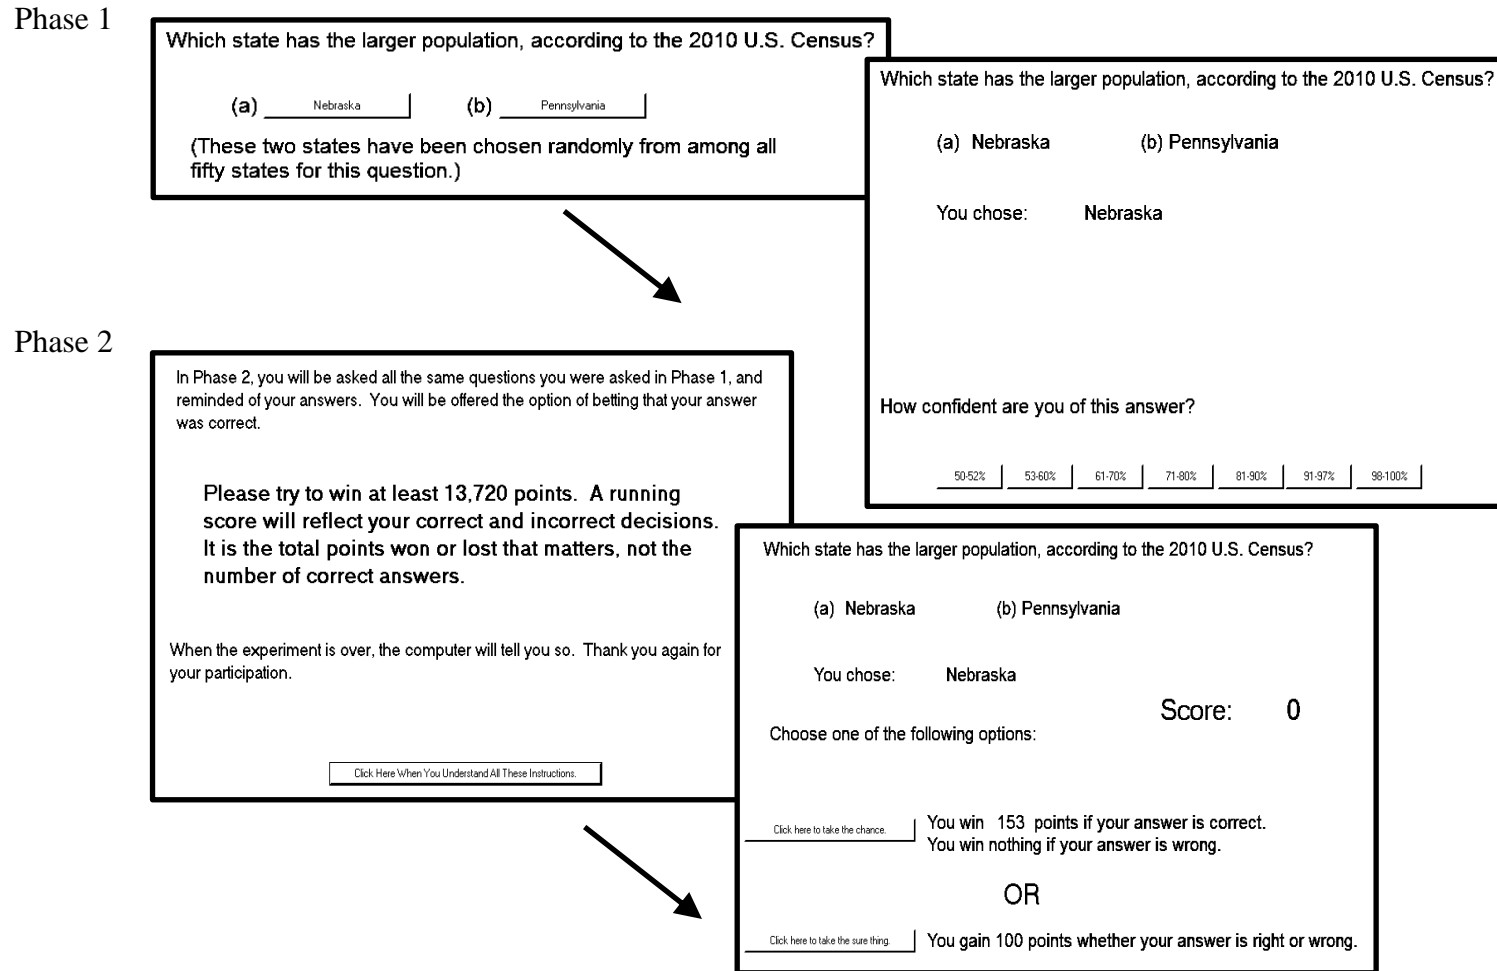 Phase 1
Which state has the larger population, according to the 2010 U.S. Census?
(a) Nebraska (b) Pennsylvania
(These two states have been chosen randomly from among all
fifty states for this question.)
Which state has the larger population, according to the 2010 U.S. Census?
(a) Nebraska (b) Pennsylvania
You chose: Nebraska
How confident are you of this answer?
50-52% 53-60% 61-70% 71-80% 81-90% 91-97% 98-100%
Phase 2
In Phase 2, you will be asked all the same questions you were asked in Phase 1, and
reminded of your answers. You will be offered the option of betting that your answer
was correct.
Please try to win at least 13,720 points. A running
score will reflect your correct and incorrect decisions.
It is the total points won or lost that matters, not the
number of correct answers.
When the experiment is over, the computer will tell you so. Thank you again for
your participation.
Click Here When You Understand All These Instructions.
Which state has the larger population, according to the 2010 U.S. Census?
(a) Nebraska (b) Pennsylvania
You chose: Nebraska
Score: 0
Choose one of the following options:
Click here to take the chance. You win 153 points if your answer is correct.
You win nothing if your answer is wrong.
OR
Click here to take the sure thing. You gain 100 points whether your answer is right or wrong.